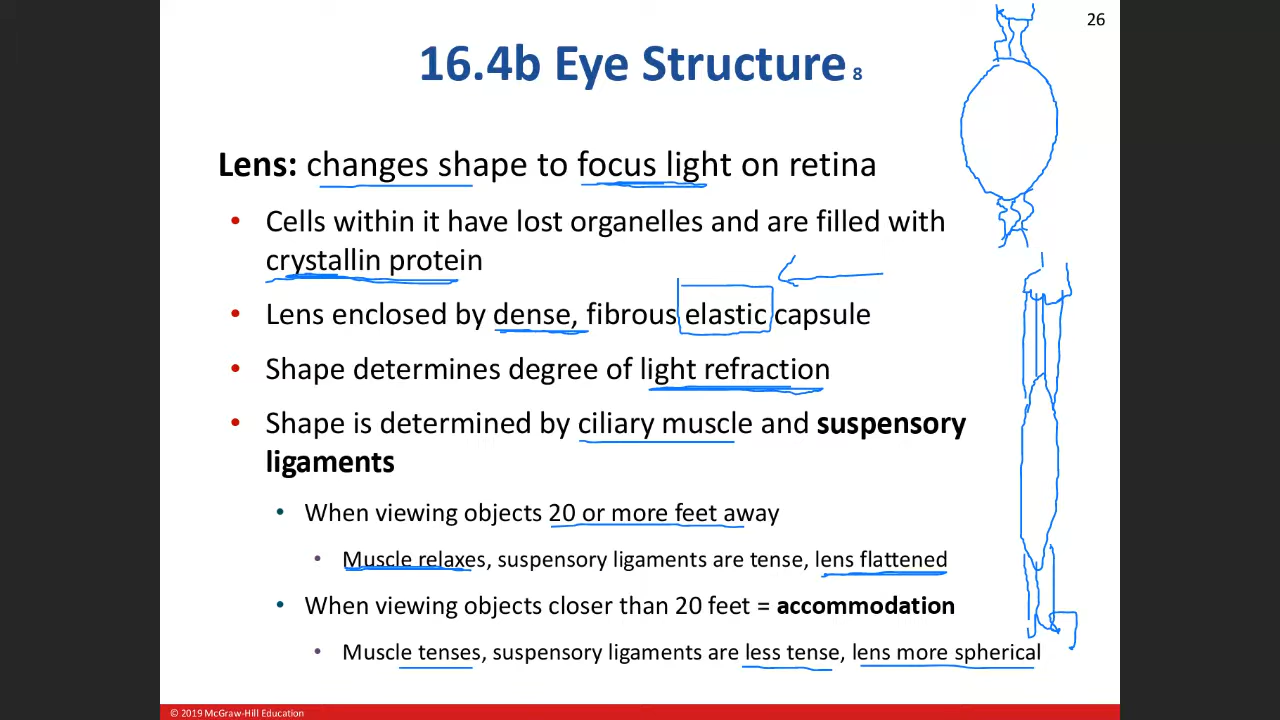 26
16.4b Eye Structure 8
Lens: changes shape to focus light on retina
• Cells within it have lost organelles and are filled with
crystallin protein
• Lens enclosed by dense, fibrous elastic capsule
• Shape determines degree of light refraction
• Shape is determined by ciliary muscle and suspensory
ligaments
• When viewing objects 20 or more feet away
• Muscle relaxes, suspensory ligaments are tense, lens flattened
• When viewing objects closer than 20 feet = accommodation
• Muscle tenses, suspensory ligaments are less tense, lens more spherical
© 2019 McGraw-Hill Education